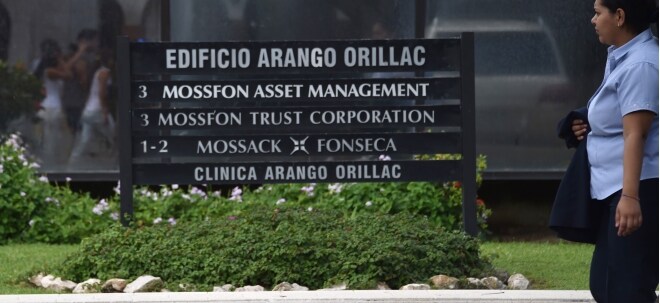 EDIFICIO ARANGO ORILLAC
3 MOSSFON ASSET MANAGEMENT
3 MOSSFON TRUST CORPORATION
1-2 MOSSACK FONSECA
CLINICA ARANGO ORILLAC